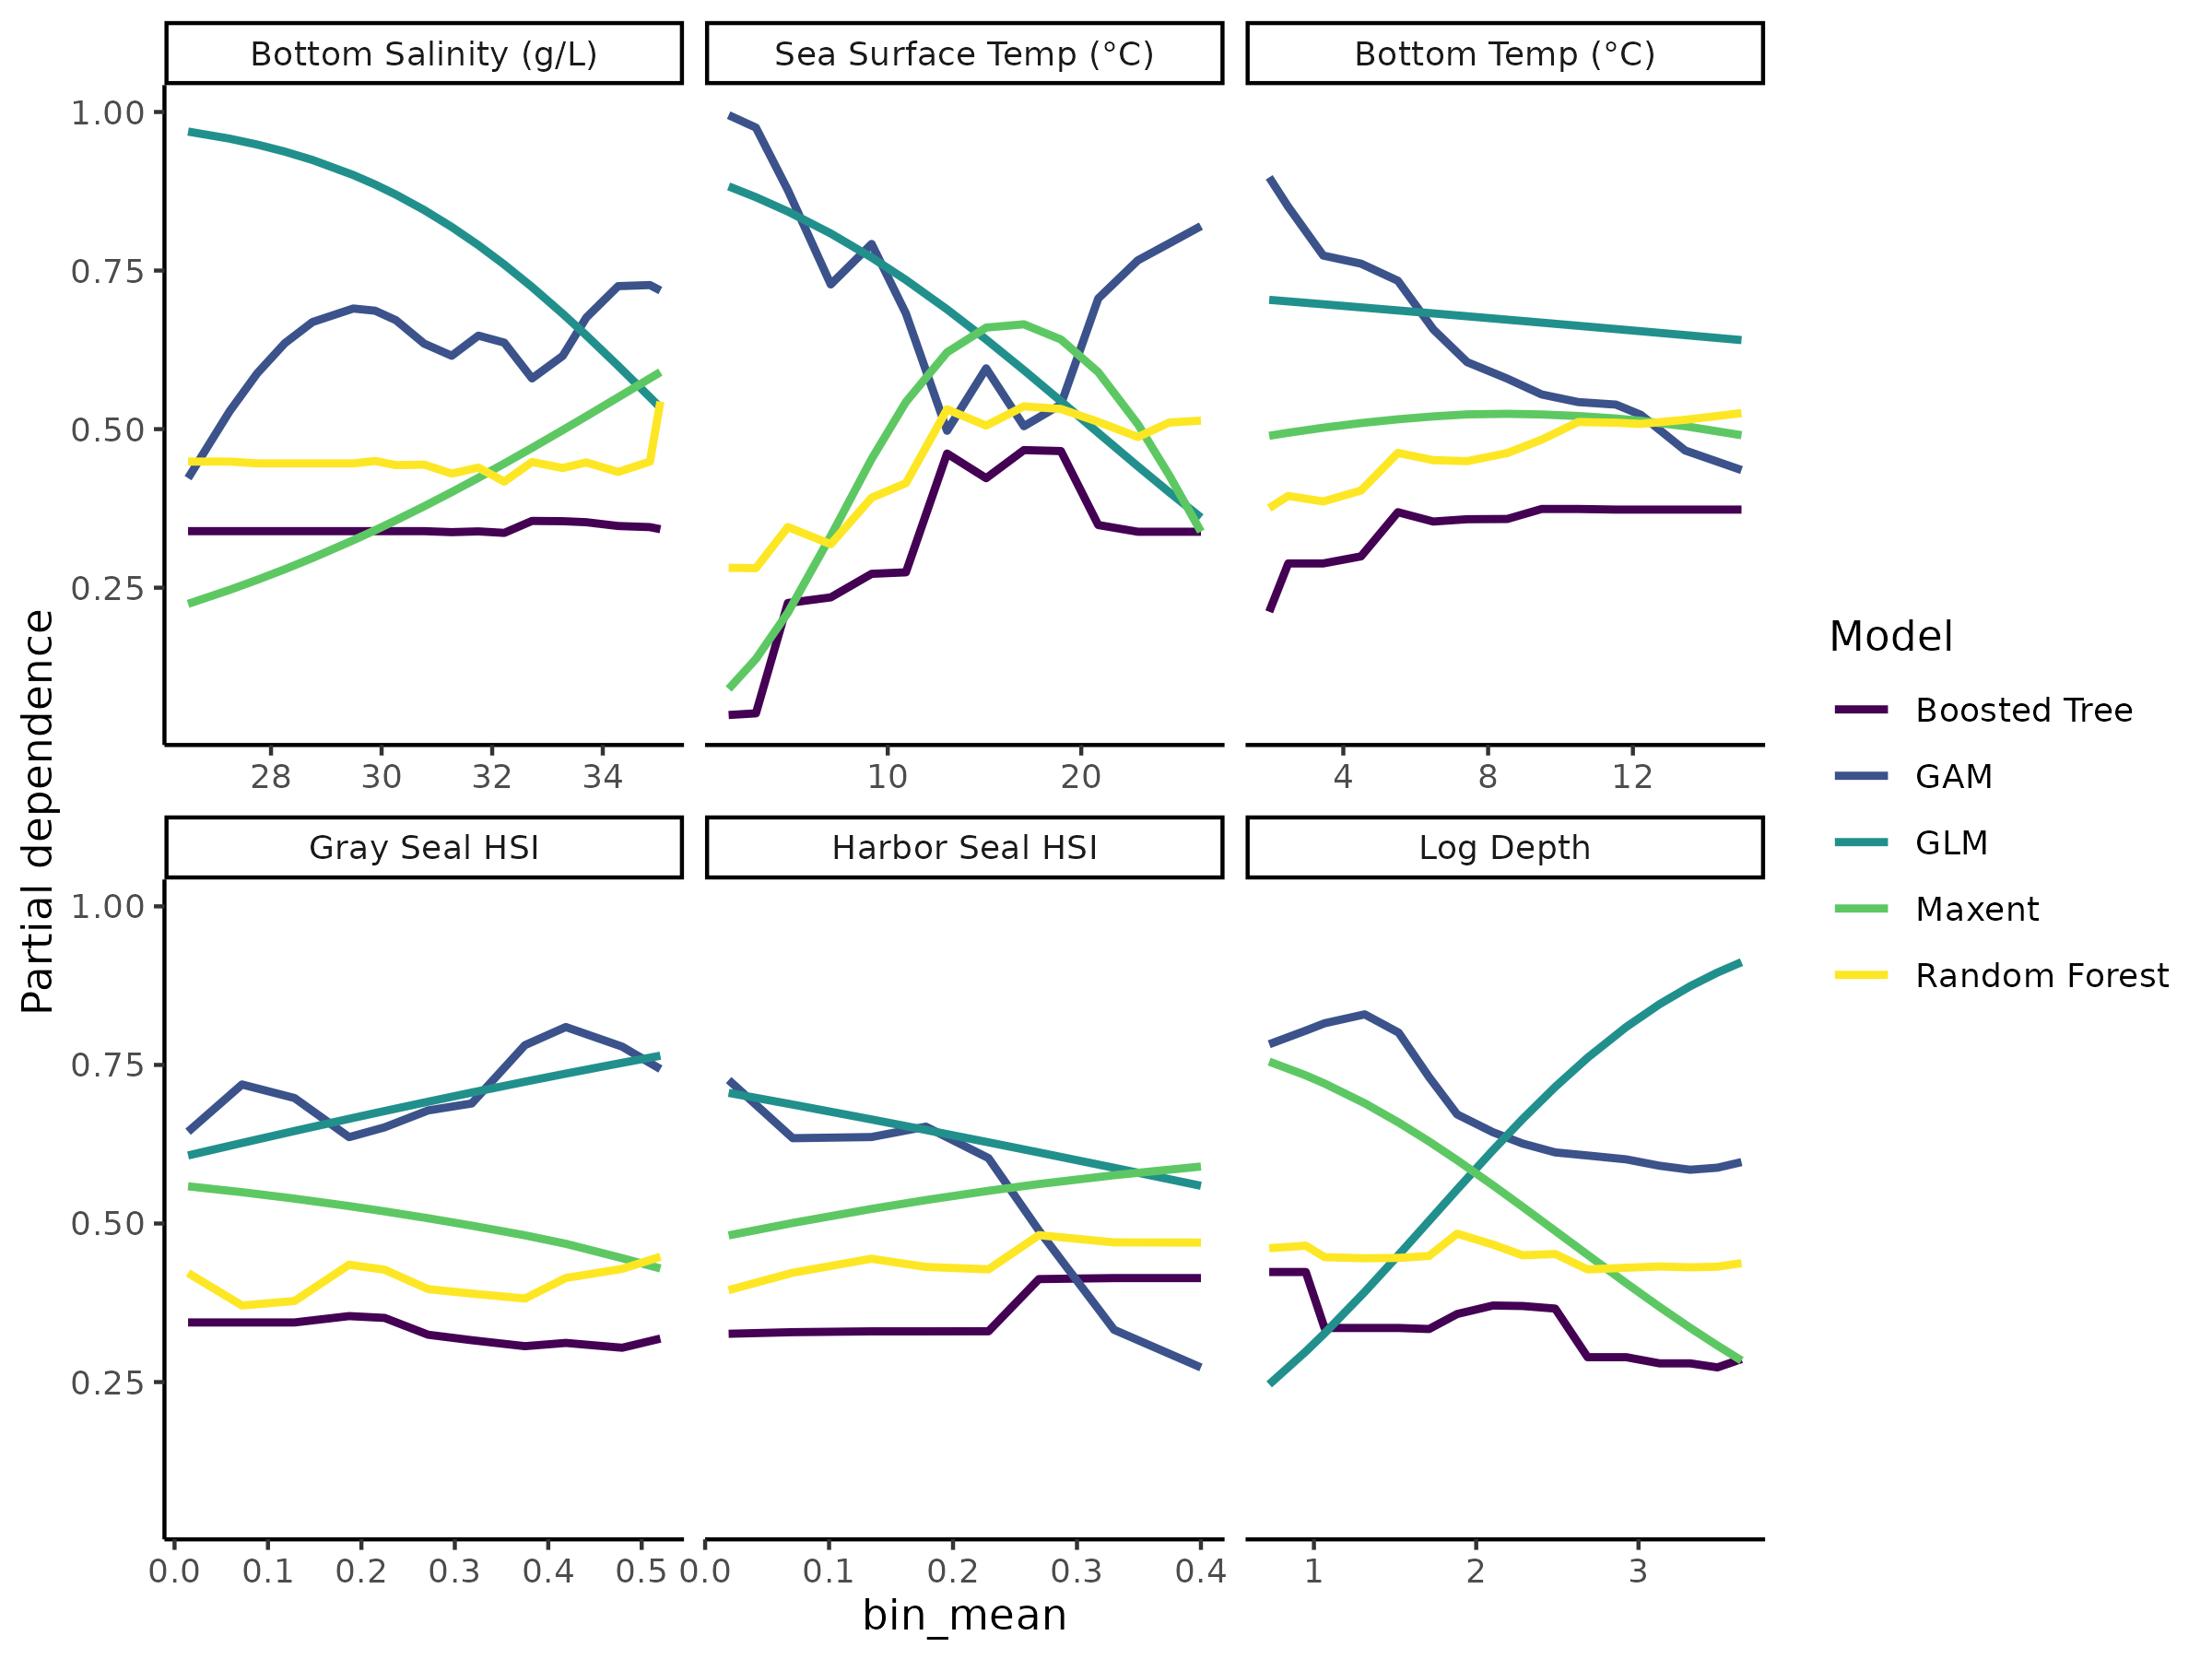 Bottom Salinity (g/L) Sea Surface Temp (°C) Bottom Temp (°C)
1.00
0.75
0.50
0.25
28 30 32 34 10 20 4 8 12
Gray Seal HSI Harbor Seal HSI Log Depth
1.00
0.75
0.50
0.25
0.0 0.1 0.2 0.3 0.4 0.5 0.0 0.1 0.2 0.3 0.4 1 2 3
bin_mean
Partial dependence
Model
Boosted Tree
GAM
GLM
Maxent
Random Forest